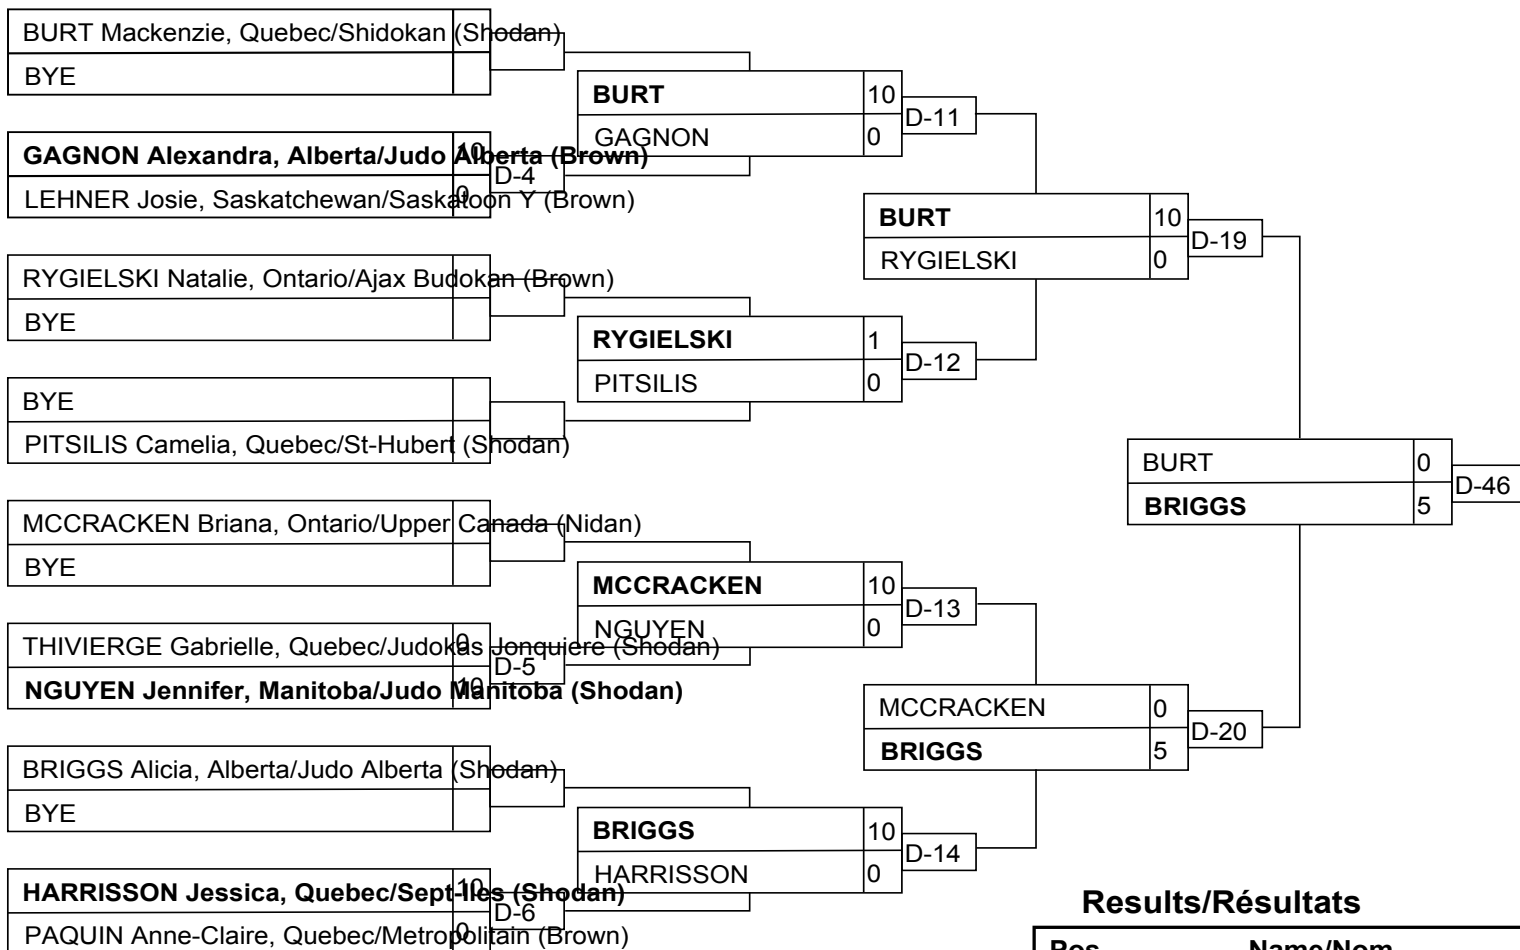 BURT Mackenzie, Quebec/Shidokan (Shodan)
BYE
GAGNON Alexandra, Alberta/Judo Alberta (Brown) 10
LEHNER Josie, Saskatchewan/Saskatoon Y (Brown) 0
D-4
RYGIELSKI Natalie, Ontario/Ajax Budokan (Brown)
BYE
BYE
PITSILIS Camelia, Quebec/St-Hubert (Shodan)
MCCRACKEN Briana, Ontario/Upper Canada (Nidan)
BYE
THIVIERGE Gabrielle, Quebec/Judokas Jonquiere (Shodan) 0
NGUYEN Jennifer, Manitoba/Judo Manitoba (Shodan) 10
D-5
BRIGGS Alicia, Alberta/Judo Alberta (Shodan)
BYE
HARRISSON Jessica, Quebec/Sept-Iles (Shodan) 10
PAQUIN Anne-Claire, Quebec/Metropolitain (Brown) 0
D-6
BURT 10
GAGNON 0
D-11
RYGIELSKI 1
PITSILIS 0
D-12
MCCRACKEN 10
NGUYEN 0
D-13
BRIGGS 10
HARRISSON 0
D-14
BURT 10
RYGIELSKI 0
D-19
MCCRACKEN 0
BRIGGS 5
D-20
BURT 0
BRIGGS 5
D-46
Results/Résultats
Pos Name/Nom